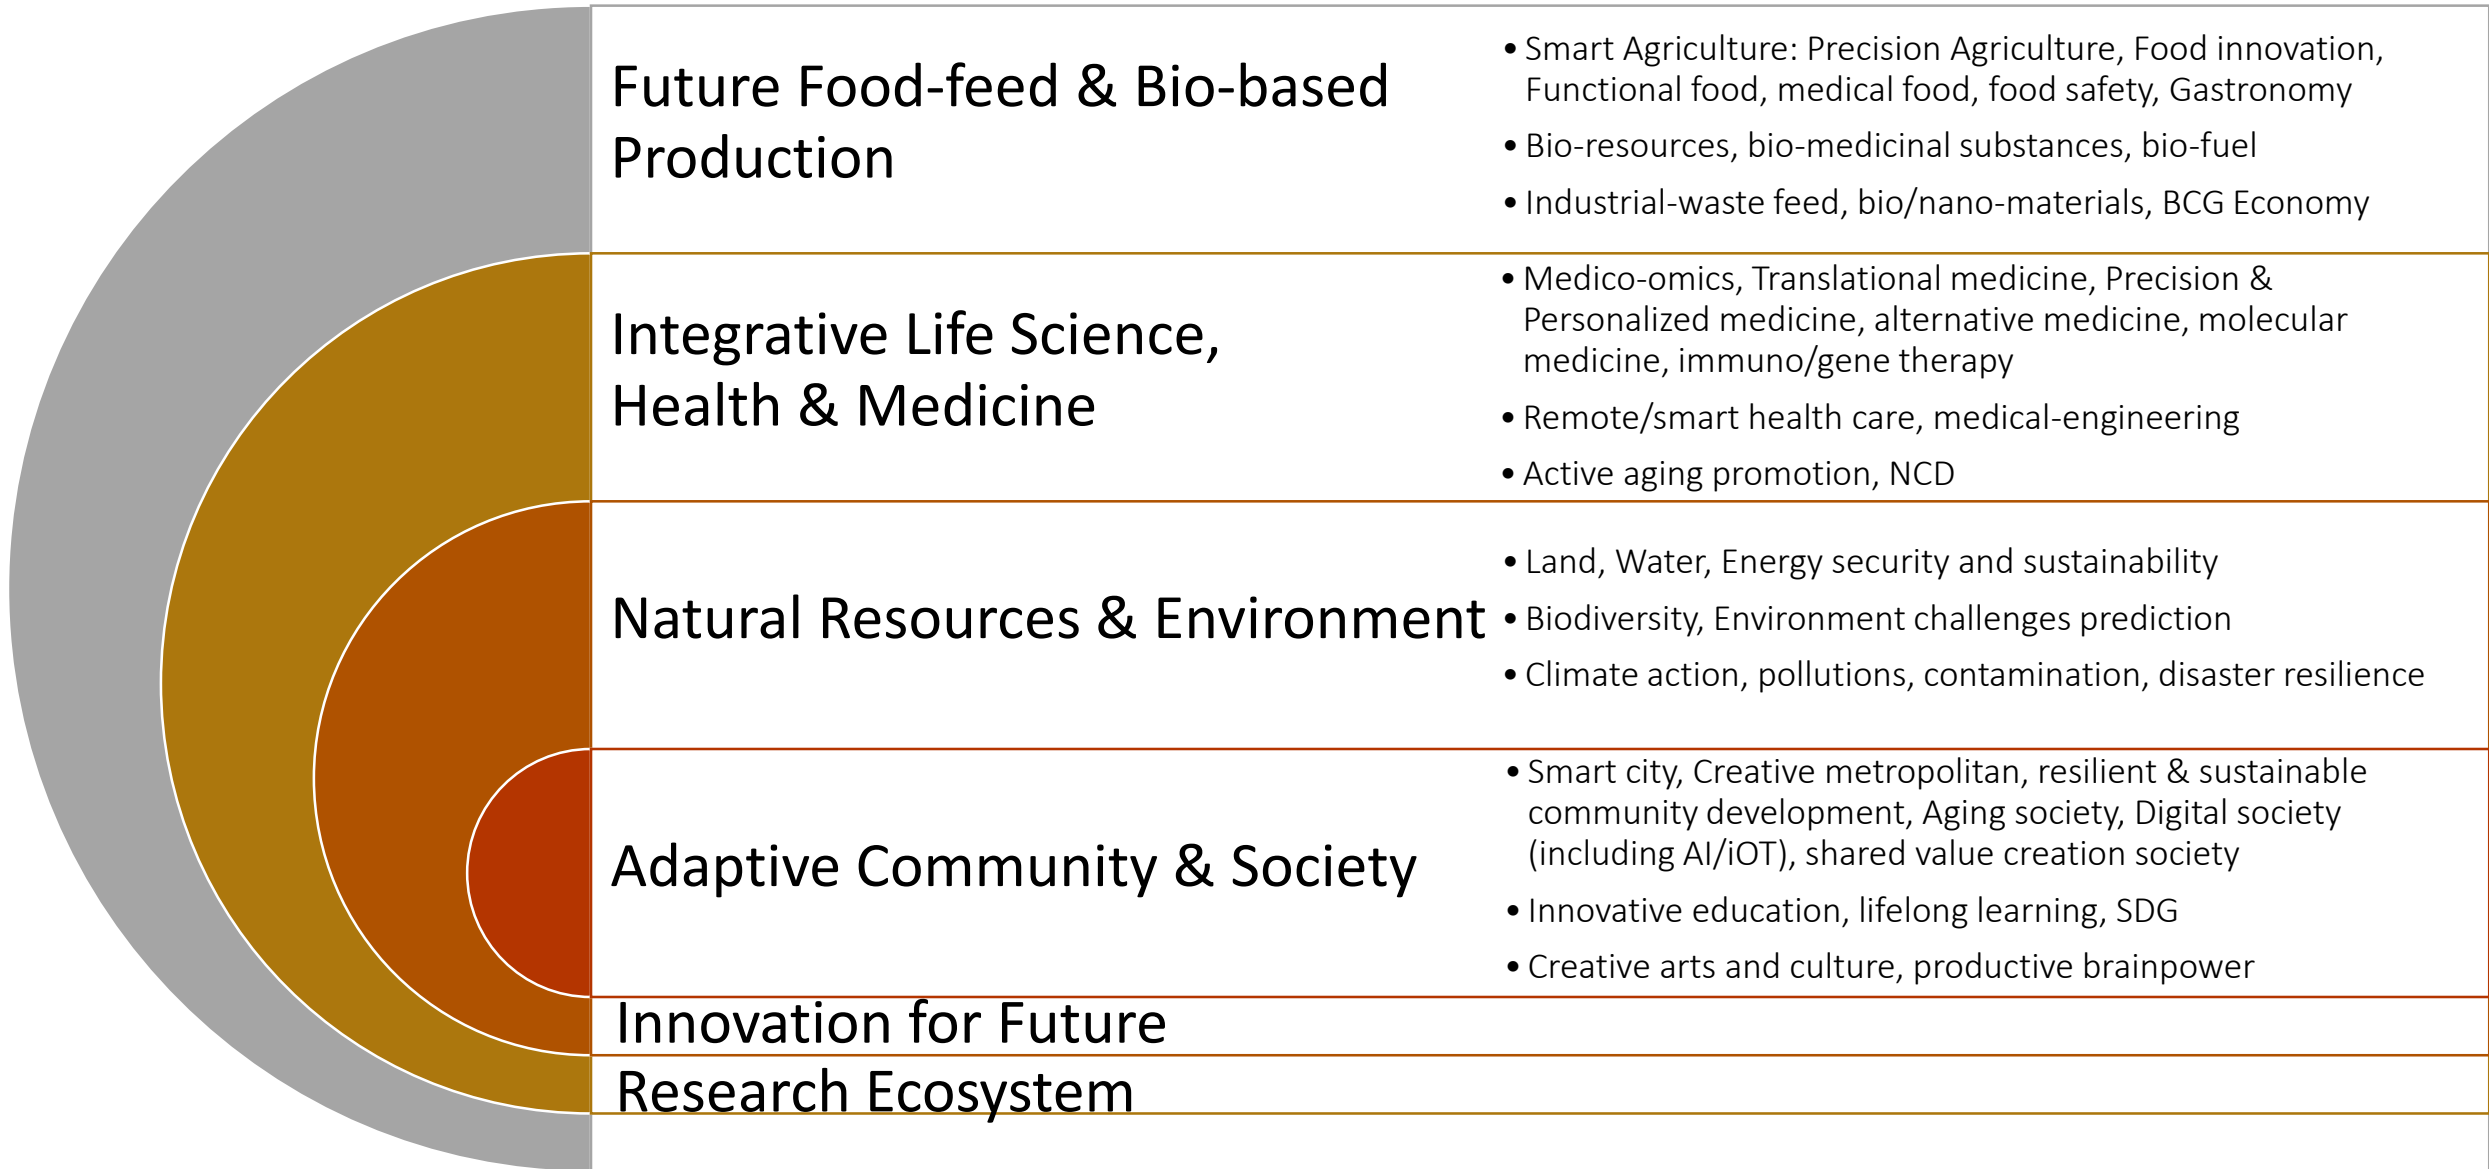 Future Food-feed & Bio-based
Production
• Smart Agriculture: Precision Agriculture, Food innovation,
Functional food, medical food, food safety, Gastronomy
• Bio-resources, bio-medicinal substances, bio-fuel
• Industrial-waste feed, bio/nano-materials, BCG Economy
Integrative Life Science,
Health & Medicine
• Medico-omics, Translational medicine, Precision &
Personalized medicine, alternative medicine, molecular
medicine, immuno/gene therapy
• Remote/smart health care, medical-engineering
• Active aging promotion, NCD
Natural Resources & Environment
• Land, Water, Energy security and sustainability
• Biodiversity, Environment challenges prediction
• Climate action, pollutions, contamination, disaster resilience
Adaptive Community & Society
• Smart city, Creative metropolitan, resilient & sustainable
community development, Aging society, Digital society
(including AI/iOT), shared value creation society
• Innovative education, lifelong learning, SDG
• Creative arts and culture, productive brainpower
Innovation for Future
Research Ecosystem